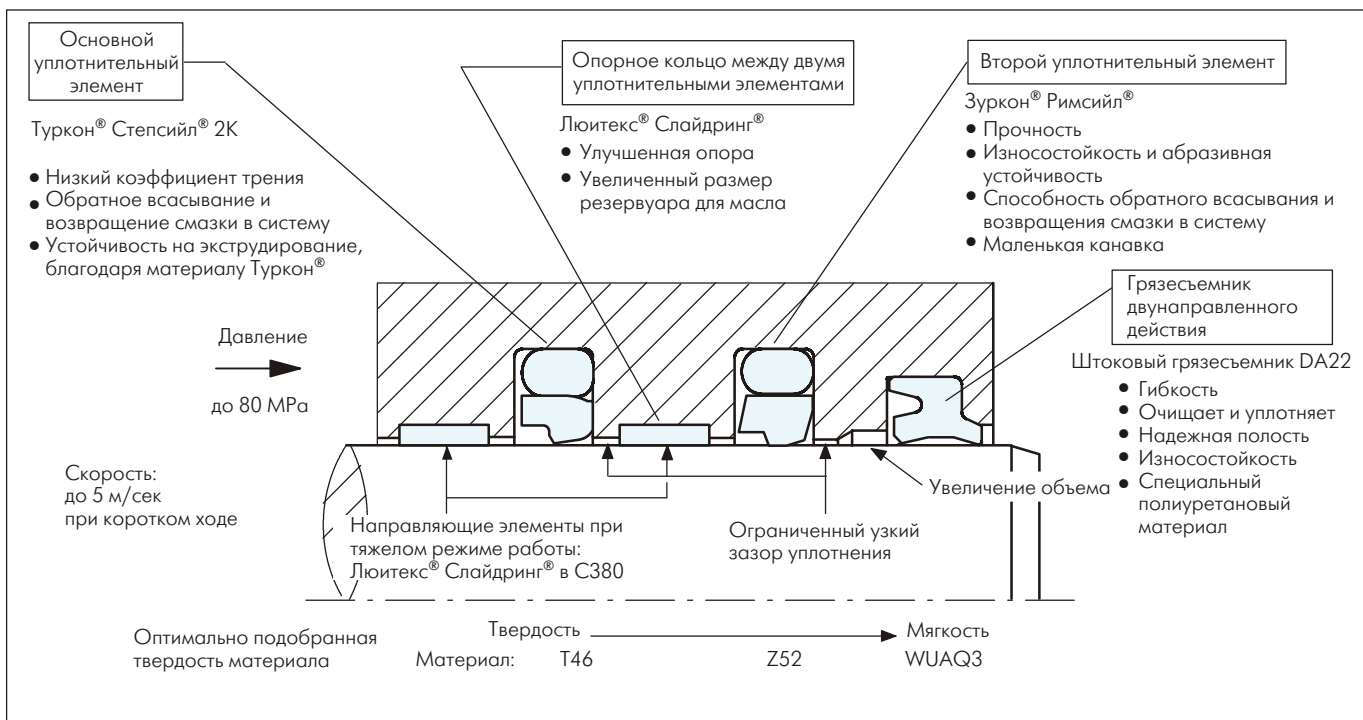 Основной
уплотнительный
элемент
Туркон® Степсийл® 2К
● Низкий коэффициент трения
● Обратное всасывание и
возвращение смазки в систему
● Устойчивость на экструдирование,
благодаря материалу Туркон®
Опорное кольцо между двумя
уплотнительными элементами
Люитекс® Слайдринг®
● Улучшенная опора
● Увеличенный размер
резервуара для масла
Второй уплотнительный элемент
Зуркон® Римсийл®
● Прочность
● Износостойкость и абразивная
устойчивость
● Способность обратного всасывания и
возвращения смазки в систему
● Маленькая канавка
Грязесъемник
двунаправленного
действия
Штоковый грязесъемник DA22
● Гибкость
● Очищает и уплотняет
● Надежная полость
● Износостойкость
● Специальный
полиуретановый
материал
Давление
до 80 MPa
Скорость:
до 5 м/сек
при коротком ходе
Направляющие элементы при
тяжелом режиме работы:
Люитекс® Слайдринг® в С380
Ограниченный узкий
зазор уплотнения
Увеличение объема
Оптимально подобранная
твердость материала
Твердость Мягкость
Материал: T46 Z52 WUAQ3